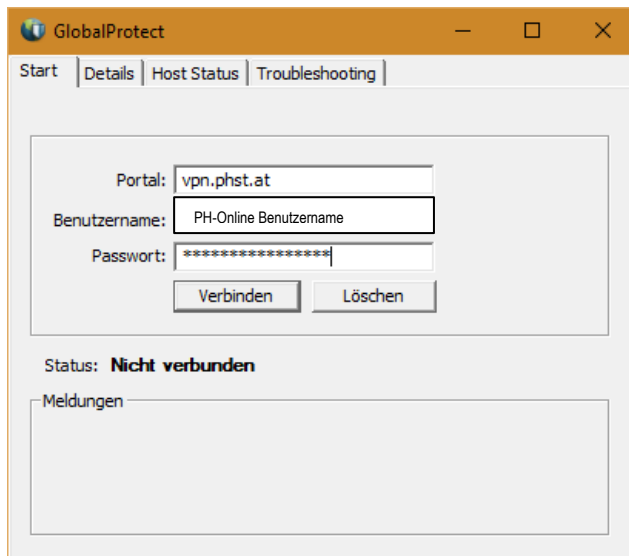 GlobalProtect
Start Details Host Status Troubleshooting
Portal: vpn.phst.at
Benutzername: PH-Online Benutzername
Passwort: ****************
Verbinden Löschen
Status: Nicht verbunden
Meldungen